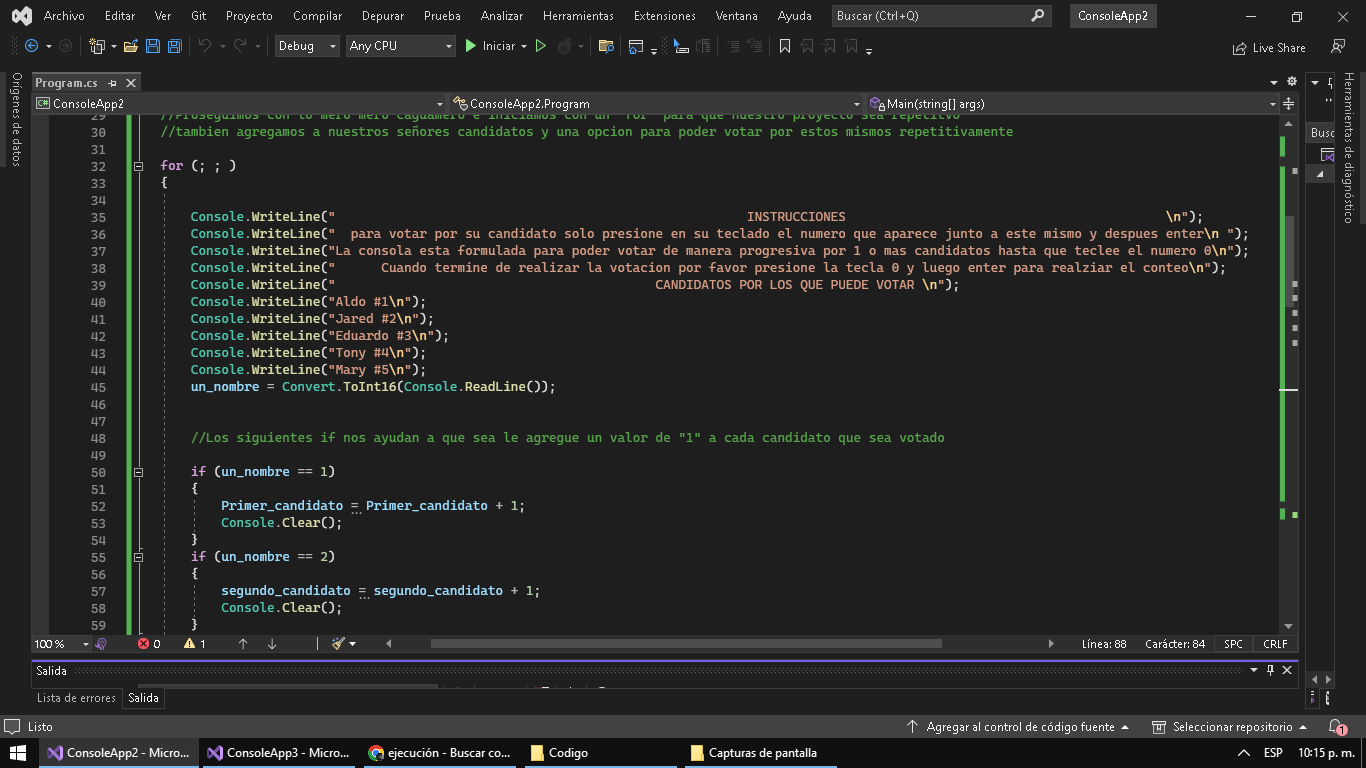 Archivo Editar Ver Git Proyecto Compilar Depurar Prueba Analizar Herramientas Extensiones Ventana Ayuda Buscar (Ctrl+Q) ConsoleApp2
Debug Any CPU Iniciar Live Share
Orígenes de datos
Program.cs
ConsoleApp2 ConsoleApp2.Program Main(string[] args)
29 //Proseguimos con lo mero mero caguamero e iniciamos con un "for" para que nuestro proyecto sea repetitvo
30 //tambien agregamos a nuestros señores candidatos y una opcion para poder votar por estos mismos repetitivamente
31
32 for (; ; )
33 {
34
35 Console.WriteLine(" INSTRUCCIONES \n");
36 Console.WriteLine(" para votar por su candidato solo presione en su teclado el numero que aparece junto a este mismo y despues enter\n ");
37 Console.WriteLine("La consola esta formulada para poder votar de manera progresiva por 1 o mas candidatos hasta que teclee el numero 0\n");
38 Console.WriteLine(" Cuando termine de realizar la votacion por favor presione la tecla 0 y luego enter para realziar el conteo\n");
39 Console.WriteLine(" CANDIDATOS POR LOS QUE PUEDE VOTAR \n");
40 Console.WriteLine("Aldo #1\n");
41 Console.WriteLine("Jared #2\n");
42 Console.WriteLine("Eduardo #3\n");
43 Console.WriteLine("Tony #4\n");
44 Console.WriteLine("Mary #5\n");
45 un_nombre = Convert.ToInt16(Console.ReadLine());
46
47
48 //Los siguientes if nos ayudan a que sea le agregue un valor de "1" a cada candidato que sea votado
49
50 if (un_nombre == 1)
51 {
52 Primer_candidato = Primer_candidato + 1;
53 Console.Clear();
54 }
55 if (un_nombre == 2)
56 {
57 segundo_candidato = segundo_candidato + 1;
58 Console.Clear();
59 }
Herramientas de diagnóstico
Busc
100 % 0 1 Línea: 88 Carácter: 84 SPC CRLF
Salida
Lista de errores Salida
Listo Agregar al control de código fuente Seleccionar repositorio 1
ConsoleApp2 - Micro... ConsoleApp3 - Micro... ejecución - Buscar co... Codigo Capturas de pantalla ESP 10:15 p. m.